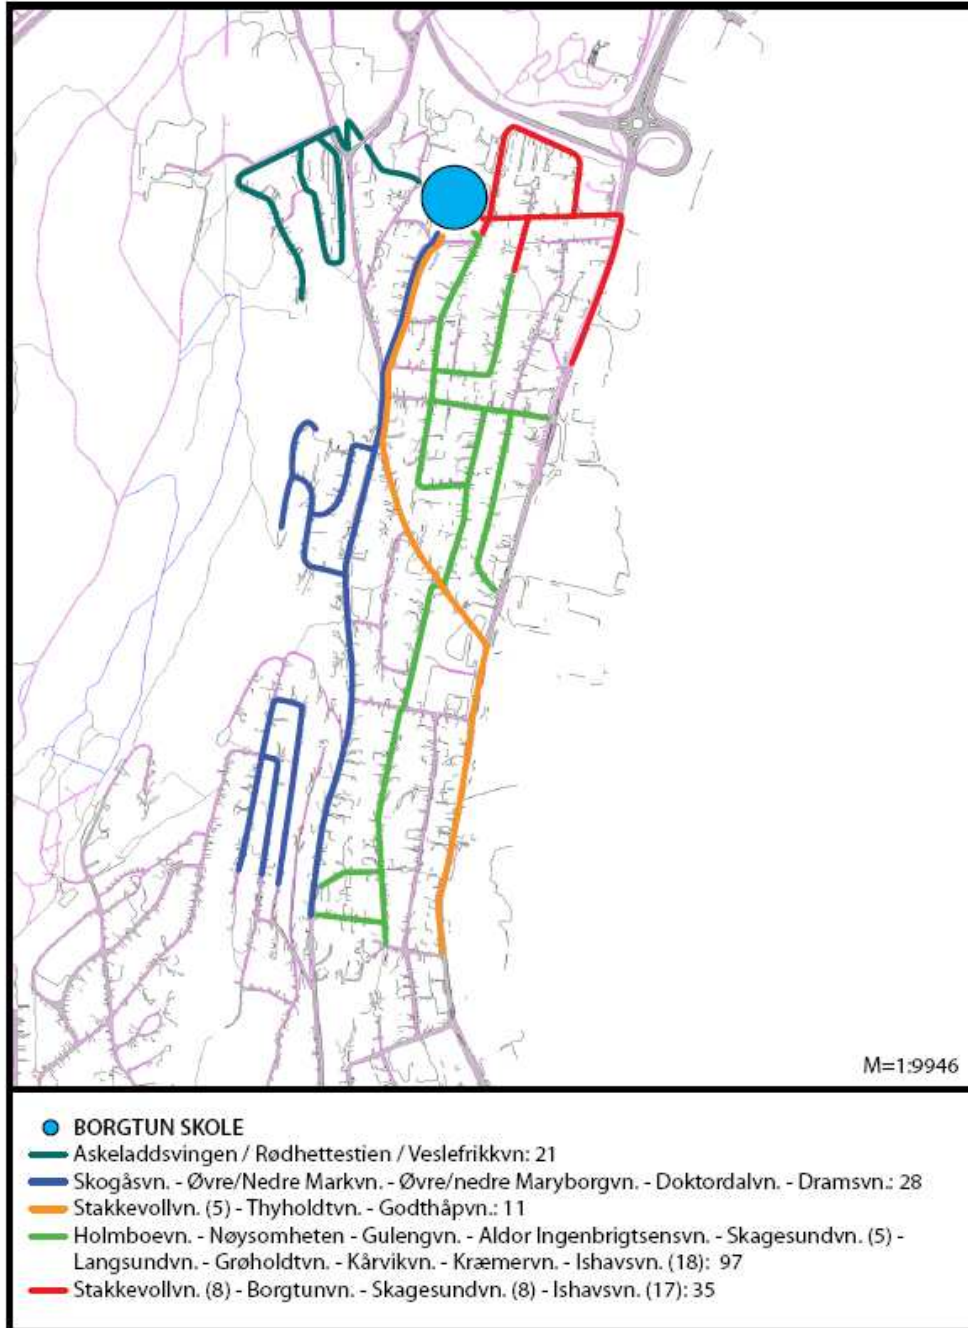 M=1:9946
BORGTUN SKOLE
Askeladdsvingen / Rødhettestien / Veslefrikkvn: 21
Skogåsvn. - Øvre/Nedre Markvn. - Øvre/nedre Maryborgvn. - Doktordalvn. - Dramsvn.: 28
Stakkevollvn. (5) - Thyholdtvn. - Godthåpvn.: 11
Holmboevn. - Nøysomheten - Gulengvn. - Aldor Ingenbrigtsensvn. - Skagesundvn. (5) -
Langsundvn. - Grøholdtvn. - Kårvikvn. - Kræmervn. - Ishavsvn. (18): 97
Stakkevollvn. (8) - Borgtunvn. - Skagesundvn. (8) - Ishavsvn. (17): 35